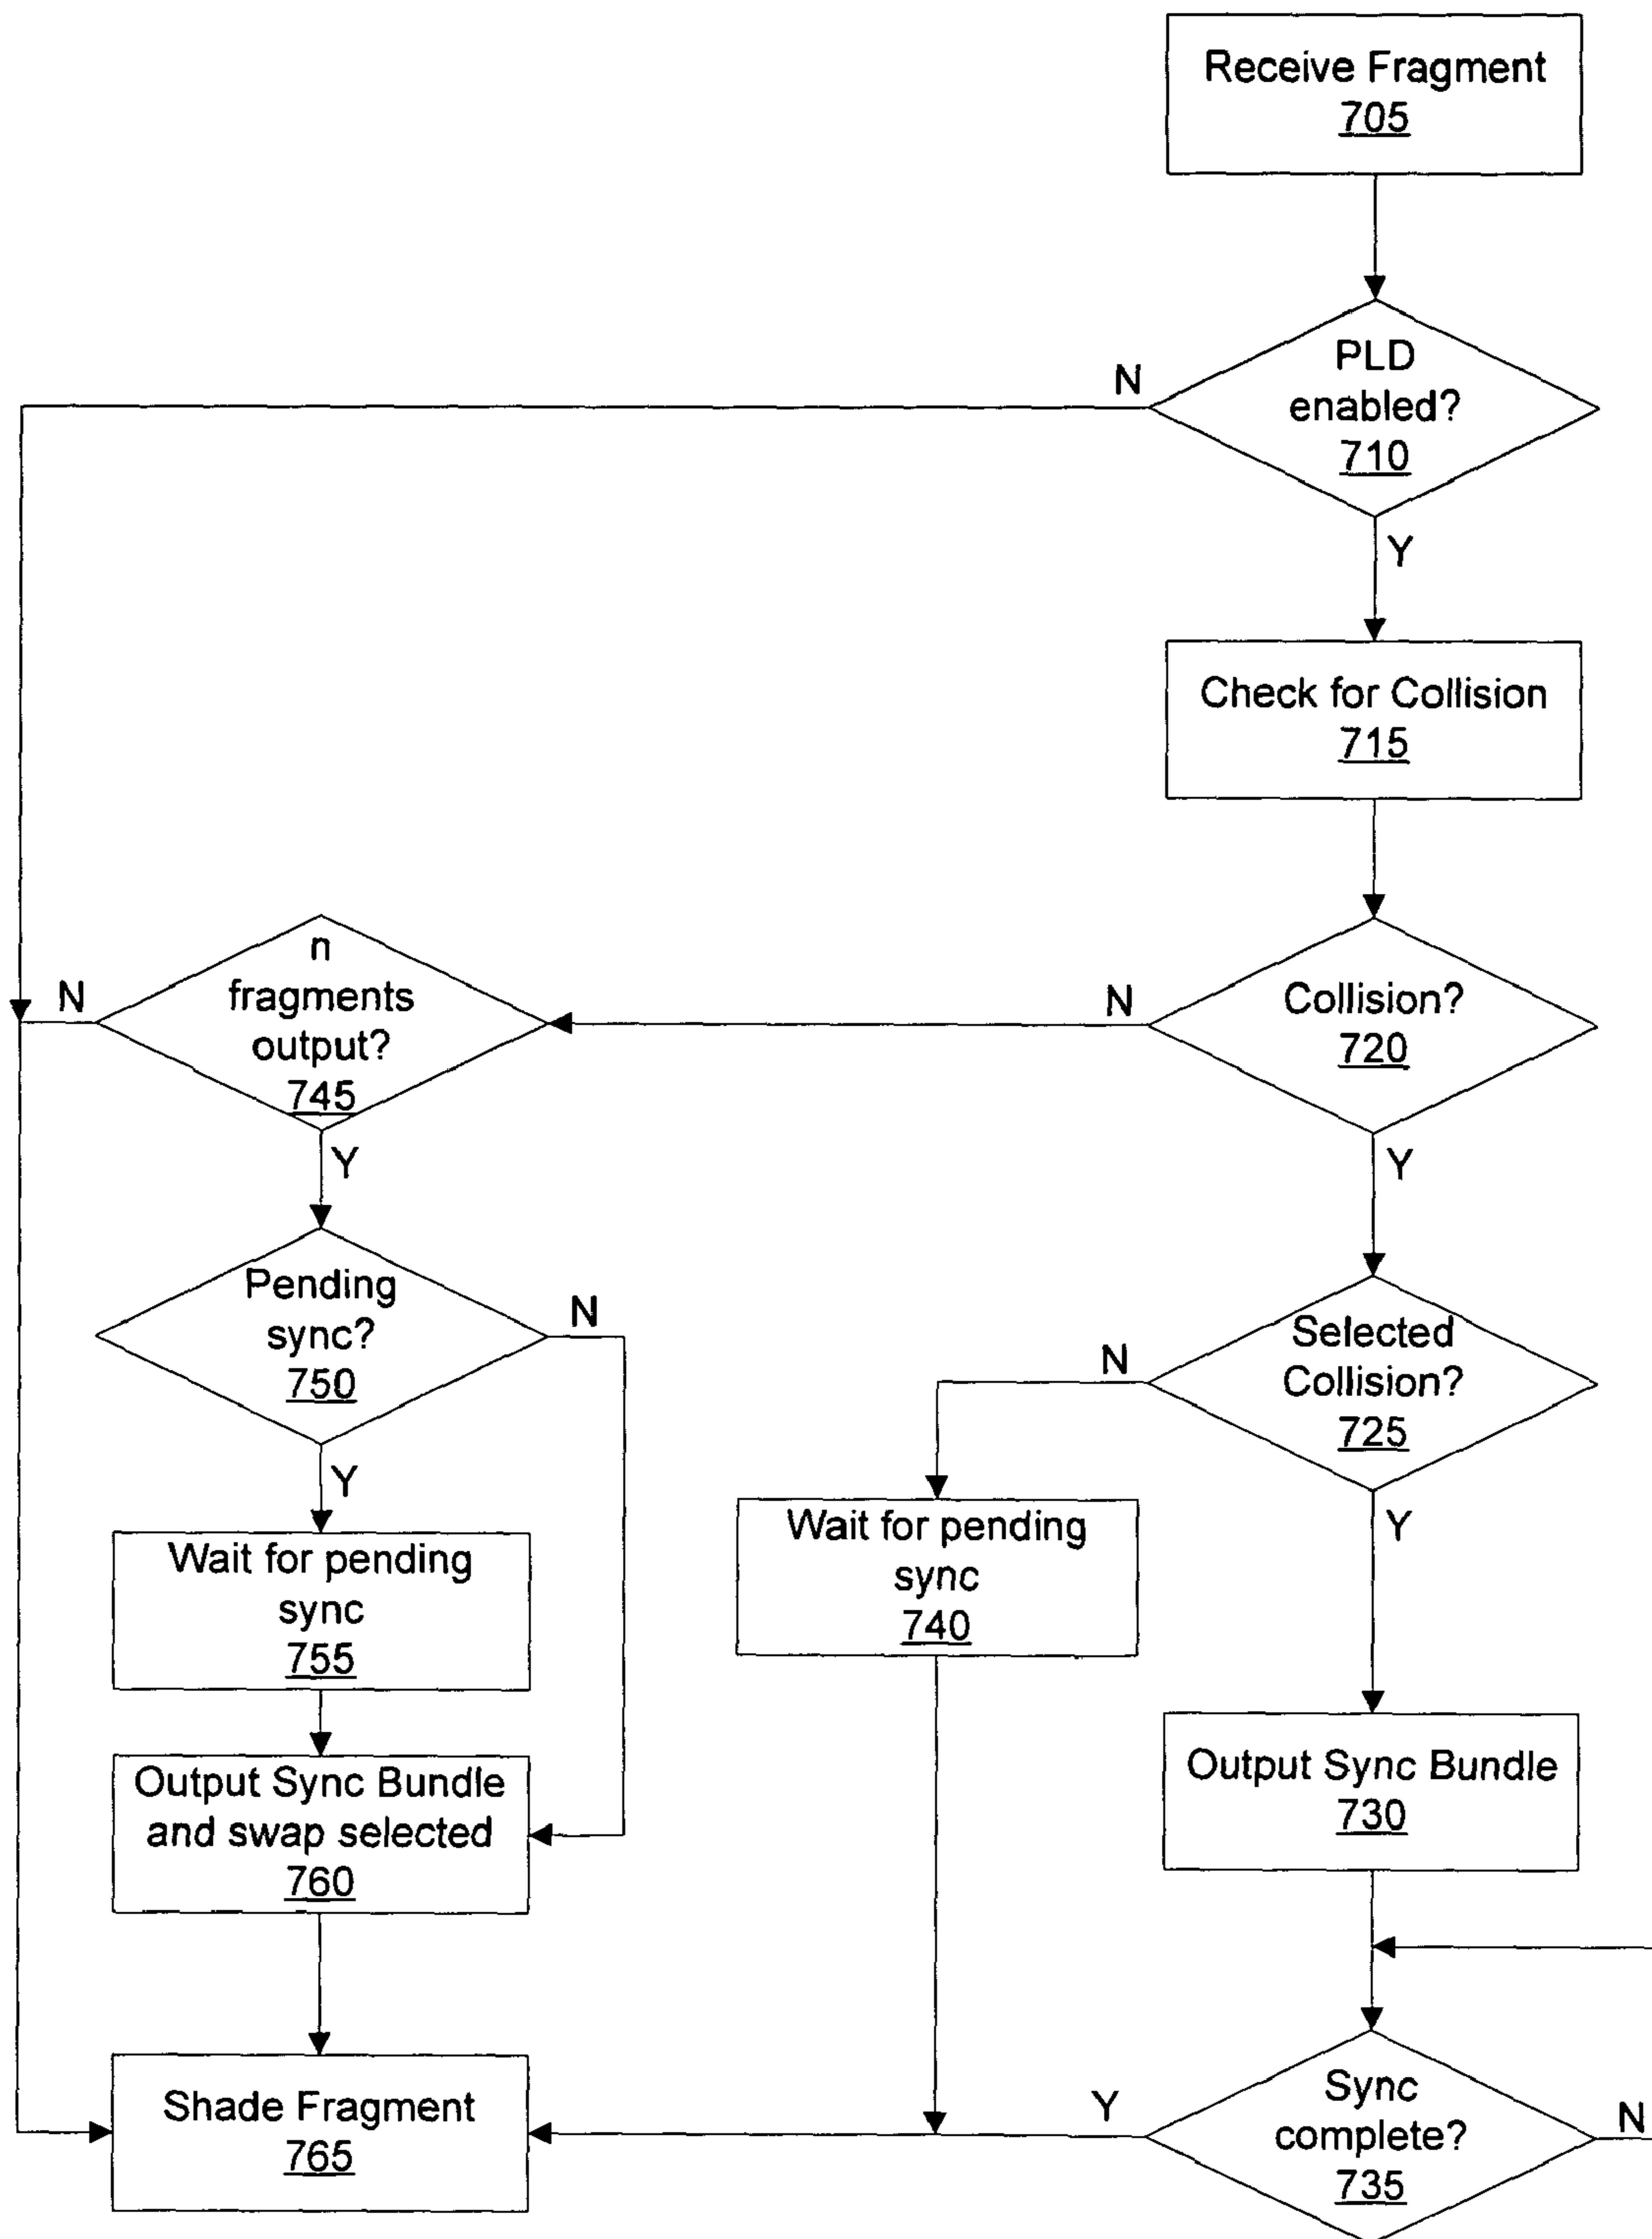 Receive Fragment
705
PLD
enabled?
710
N
Y
Check for Collision
715
n
fragments
output?
745
N
Y
Collision?
720
N
Y
Pending
sync?
750
N
Y
Selected
Collision?
725
N
Y
Wait for pending
sync
755
Wait for pending
sync
740
Output Sync Bundle
and swap selected
760
Output Sync Bundle
730
Shade Fragment
765
Sync
complete?
735
Y
N